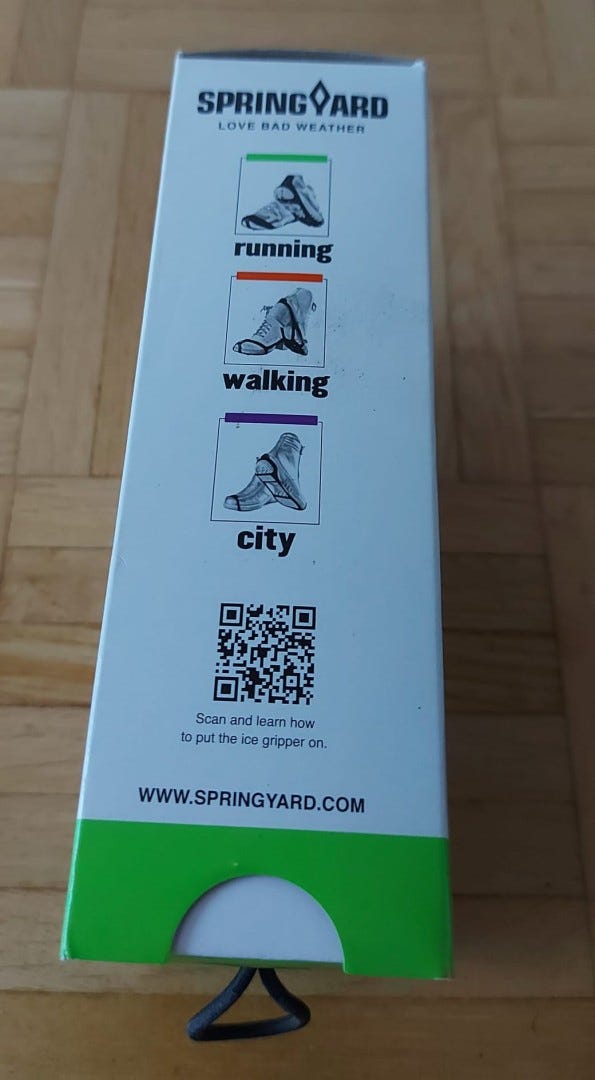 SPRINGYARD
LOVE BAD WEATHER
running
walking
city
Scan and learn how
to put the ice gripper on.
WWW.SPRINGYARD.COM